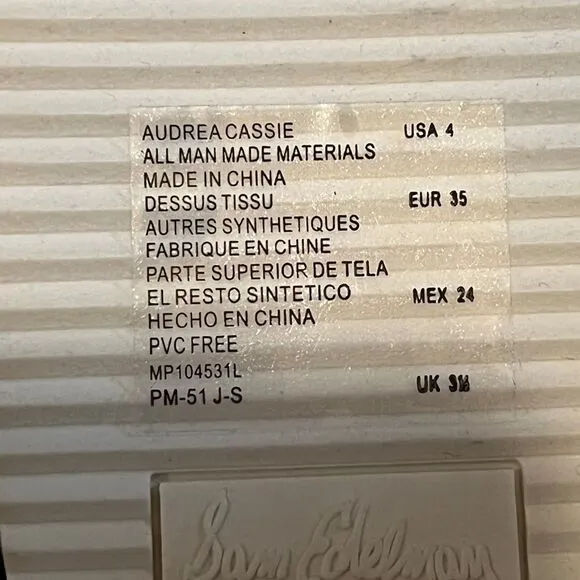 AUDREA CASSIE USA 4
ALL MAN MADE MATERIALS
MADE IN CHINA
DESSUS TISSU EUR 35
AUTRES SYNTHETIQUES
FABRIQUE EN CHINE
PARTE SUPERIOR DE TELA
EL RESTO SINTETICO MEX 24
HECHO EN CHINA
PVC FREE
MP104531L
PM-51 J-S UK
Sam Edelman